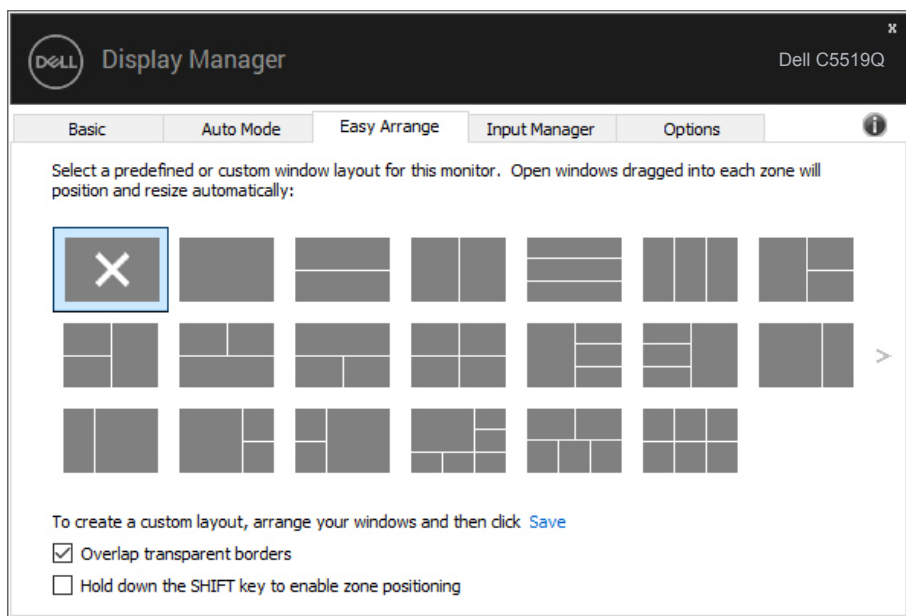 x
DELL Display Manager
Dell C5519Q
Basic Auto Mode Easy Arrange Input Manager Options
Select a predefined or custom window layout for this monitor. Open windows dragged into each zone will
position and resize automatically:
>
To create a custom layout, arrange your windows and then click Save
Overlap transparent borders
Hold down the SHIFT key to enable zone positioning